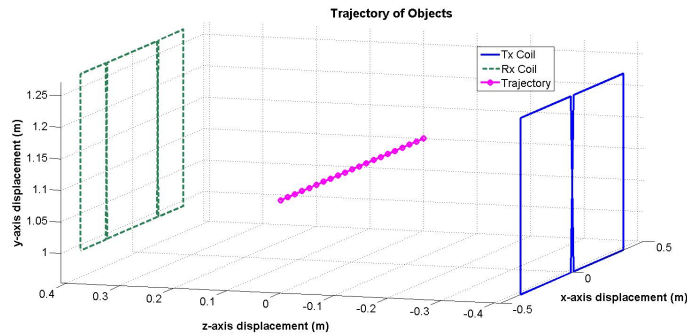 Trajectory of Objects
Tx Coil
Rx Coil
Trajectory
1.25
1.2
1.15
1.1
1.05
1
y-axis displacement (m)
0.4
0.3
0.2
0.1
0
-0.1
-0.2
-0.3
-0.4
z-axis displacement (m)
-0.5
0
0.5
x-axis displacement (m)